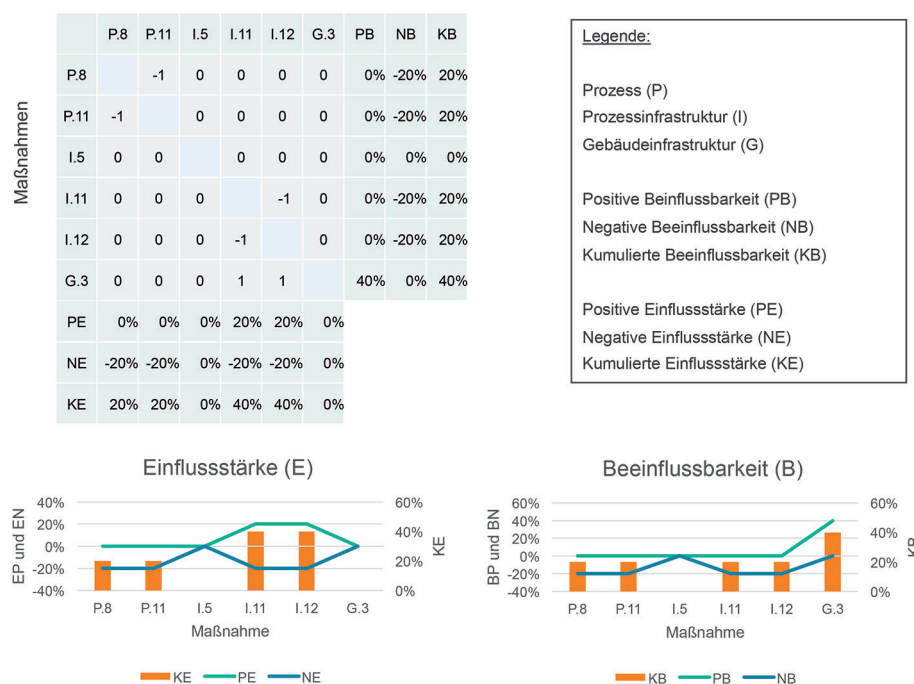 P.8 P.11 I.5 I.11 I.12 G.3 PB NB KB
Maßnahmen
P.8 -1 0 0 0 0 0% -20% 20%
P.11 -1 0 0 0 0 0% -20% 20%
I.5 0 0 0 0 0 0% 0% 0%
I.11 0 0 0 -1 0 0% -20% 20%
I.12 0 0 0 -1 0 0% -20% 20%
G.3 0 0 0 1 1 40% 0% 40%
PE 0% 0% 0% 20% 20% 0%
NE -20% -20% 0% -20% -20% 0%
KE 20% 20% 0% 40% 40% 0%
Legende:
Prozess (P)
Prozessinfrastruktur (I)
Gebäudeinfrastruktur (G)
Positive Beinflussbarkeit (PB)
Negative Beeinflussbarkeit (NB)
Kumulierte Beeinflussbarkeit (KB)
Positive Einflussstärke (PE)
Negative Einflussstärke (NE)
Kumulierte Einflussstärke (KE)
Einflussstärke (E)
EP und EN
40%
20%
0%
-20%
-40%
60%
40%
20%
0%
KE
P.8 P.11 I.5 I.11 I.12 G.3
Maßnahme
KE PE NE
Beeinflussbarkeit (B)
BP und BN
60%
40%
20%
0%
-20%
-40%
60%
40%
20%
0%
KB
P.8 P.11 I.5 I.11 I.12 G.3
Maßnahme
KB PB NB